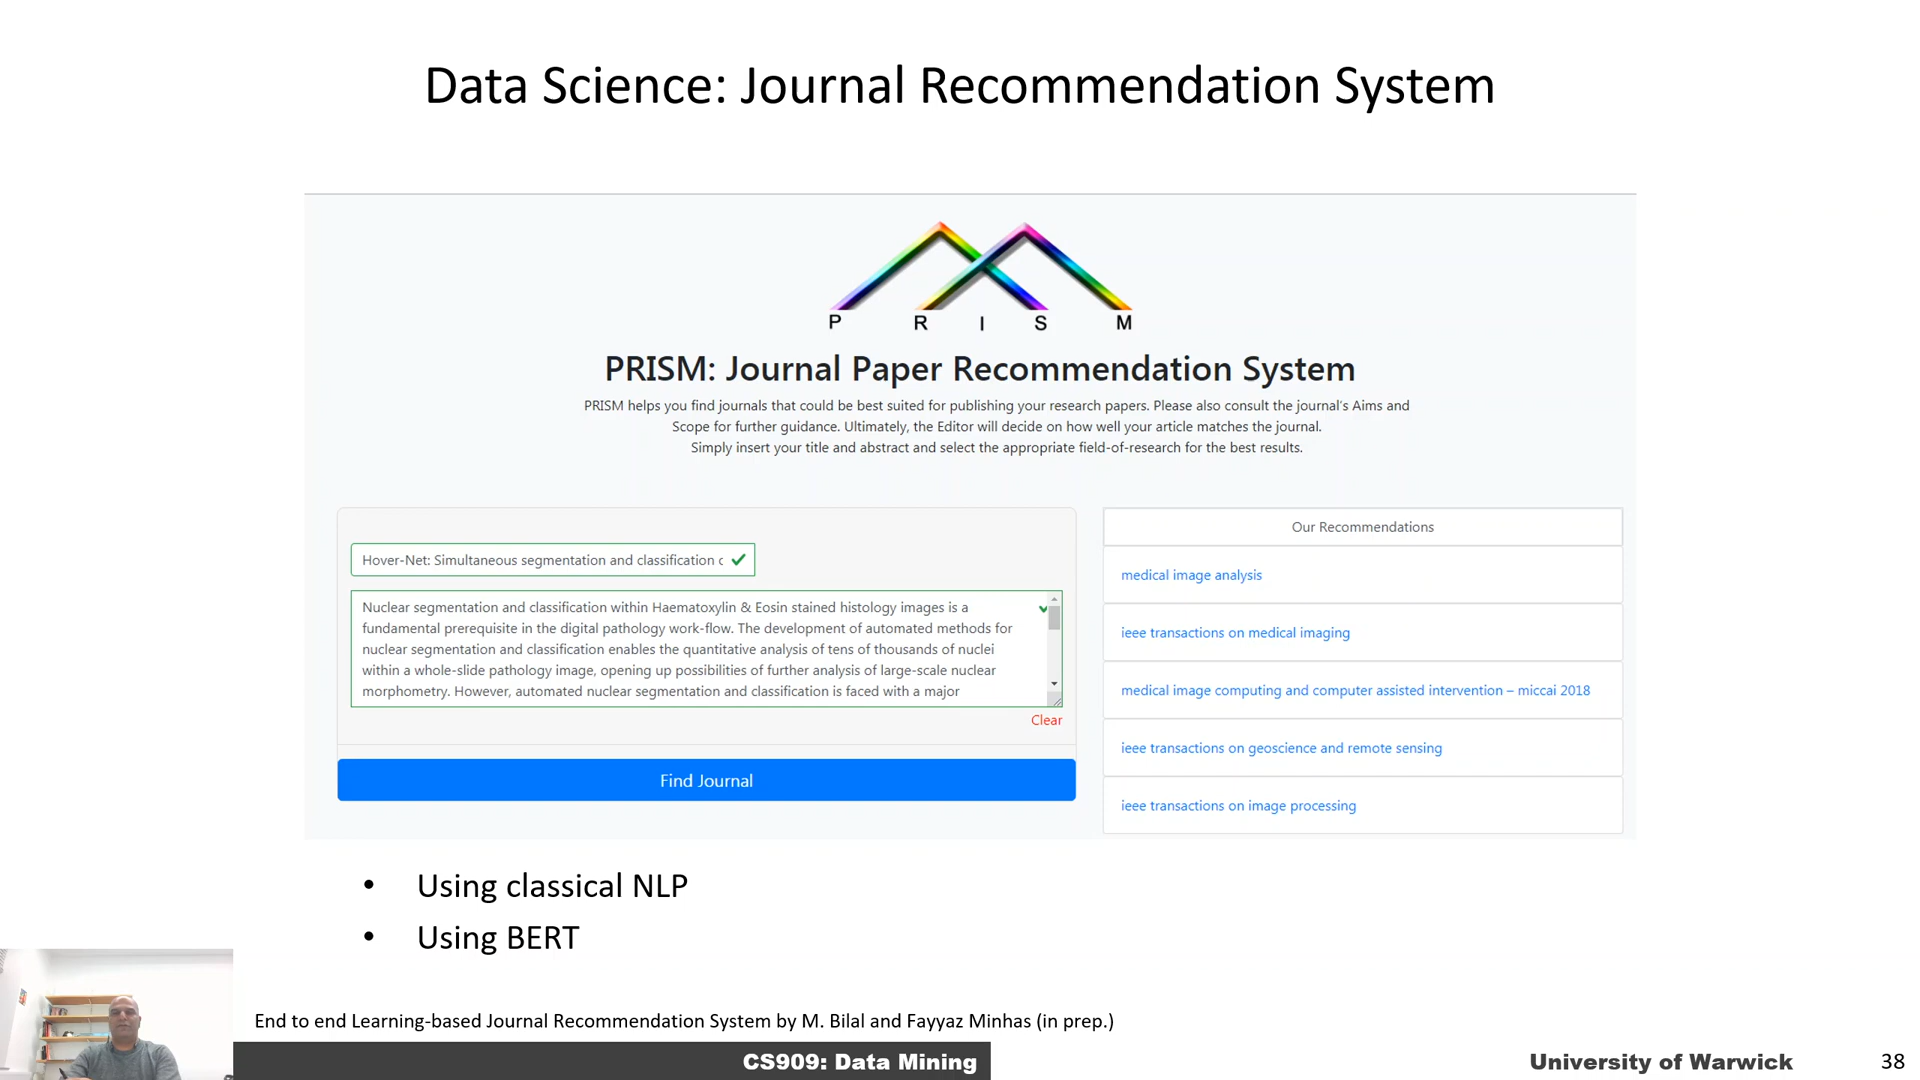 Data Science: Journal Recommendation System
P R I S M
PRISM: Journal Paper Recommendation System
PRISM helps you find journals that could be best suited for publishing your research papers. Please also consult the journal's Aims and
Scope for further guidance. Ultimately, the Editor will decide on how well your article matches the journal.
Simply insert your title and abstract and select the appropriate field-of-research for the best results.
Hover-Net: Simultaneous segmentation and classification
Nuclear segmentation and classification within Haematoxylin & Eosin stained histology images is a
fundamental prerequisite in the digital pathology work-flow. The development of automated methods for
nuclear segmentation and classification enables the quantitative analysis of tens of thousands of nuclei
within a whole-slide pathology image, opening up possibilities of further analysis of large-scale nuclear
morphometry. However, automated nuclear segmentation and classification is faced with a major
Clear
Find Journal
Our Recommendations
medical image analysis
ieee transactions on medical imaging
medical image computing and computer assisted intervention – miccai 2018
ieee transactions on geoscience and remote sensing
ieee transactions on image processing
• Using classical NLP
• Using BERT
End to end Learning-based Journal Recommendation System by M. Bilal and Fayyaz Minhas (in prep.)
CS909: Data Mining
University of Warwick
38